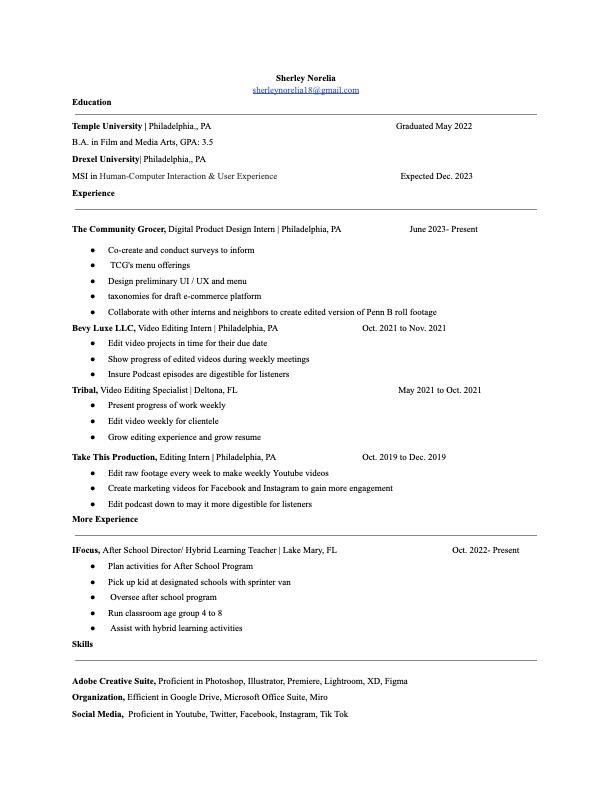 Sherley Norelia
sherleynorelia18@gmail.com
Education
Temple University | Philadelphia,, PA Graduated May 2022
B.A. in Film and Media Arts, GPA: 3.5
Drexel University| Philadelphia,, PA
MSI in Human-Computer Interaction & User Experience Expected Dec. 2023
Experience
The Community Grocer, Digital Product Design Intern | Philadelphia, PA June 2023- Present
● Co-create and conduct surveys to inform
● TCG's menu offerings
● Design preliminary UI / UX and menu
● taxonomies for draft e-commerce platform
● Collaborate with other interns and neighbors to create edited version of Penn B roll footage
Bevy Luxe LLC, Video Editing Intern | Philadelphia, PA Oct. 2021 to Nov. 2021
● Edit video projects in time for their due date
● Show progress of edited videos during weekly meetings
● Insure Podcast episodes are digestible for listeners
Tribal, Video Editing Specialist | Deltona, FL May 2021 to Oct. 2021
● Present progress of work weekly
● Edit video weekly for clientele
● Grow editing experience and grow resume
Take This Production, Editing Intern | Philadelphia, PA Oct. 2019 to Dec. 2019
● Edit raw footage every week to make weekly Youtube videos
● Create marketing videos for Facebook and Instagram to gain more engagement
● Edit podcast down to may it more digestible for listeners
More Experience
IFocus, After School Director/ Hybrid Learning Teacher | Lake Mary, FL Oct. 2022- Present
● Plan activities for After School Program
● Pick up kid at designated schools with sprinter van
● Oversee after school program
● Run classroom age group 4 to 8
● Assist with hybrid learning activities
Skills
Adobe Creative Suite, Proficient in Photoshop, Illustrator, Premiere, Lightroom, XD, Figma
Organization, Efficient in Google Drive, Microsoft Office Suite, Miro
Social Media, Proficient in Youtube, Twitter, Facebook, Instagram, Tik Tok